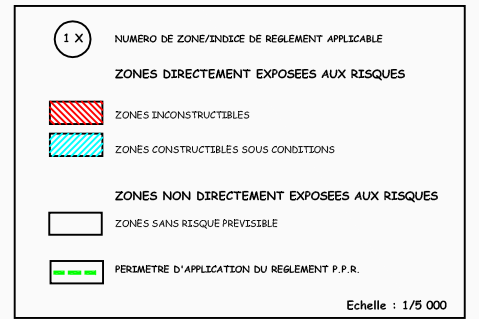 1 X
NUMERO DE ZONE/INDICE DE REGLEMENT APPLICABLE
ZONES DIRECTEMENT EXPOSEES AUX RISQUES
ZONES INCONSTRUCTIBLES
ZONES CONSTRUCTIBLES SOUS CONDITIONS
ZONES NON DIRECTEMENT EXPOSEES AUX RISQUES
ZONES SANS RISQUE PREVISIBLE
PERIMETRE D'APPLICATION DU REGLEMENT P.P.R.
Echelle : 1/5 000